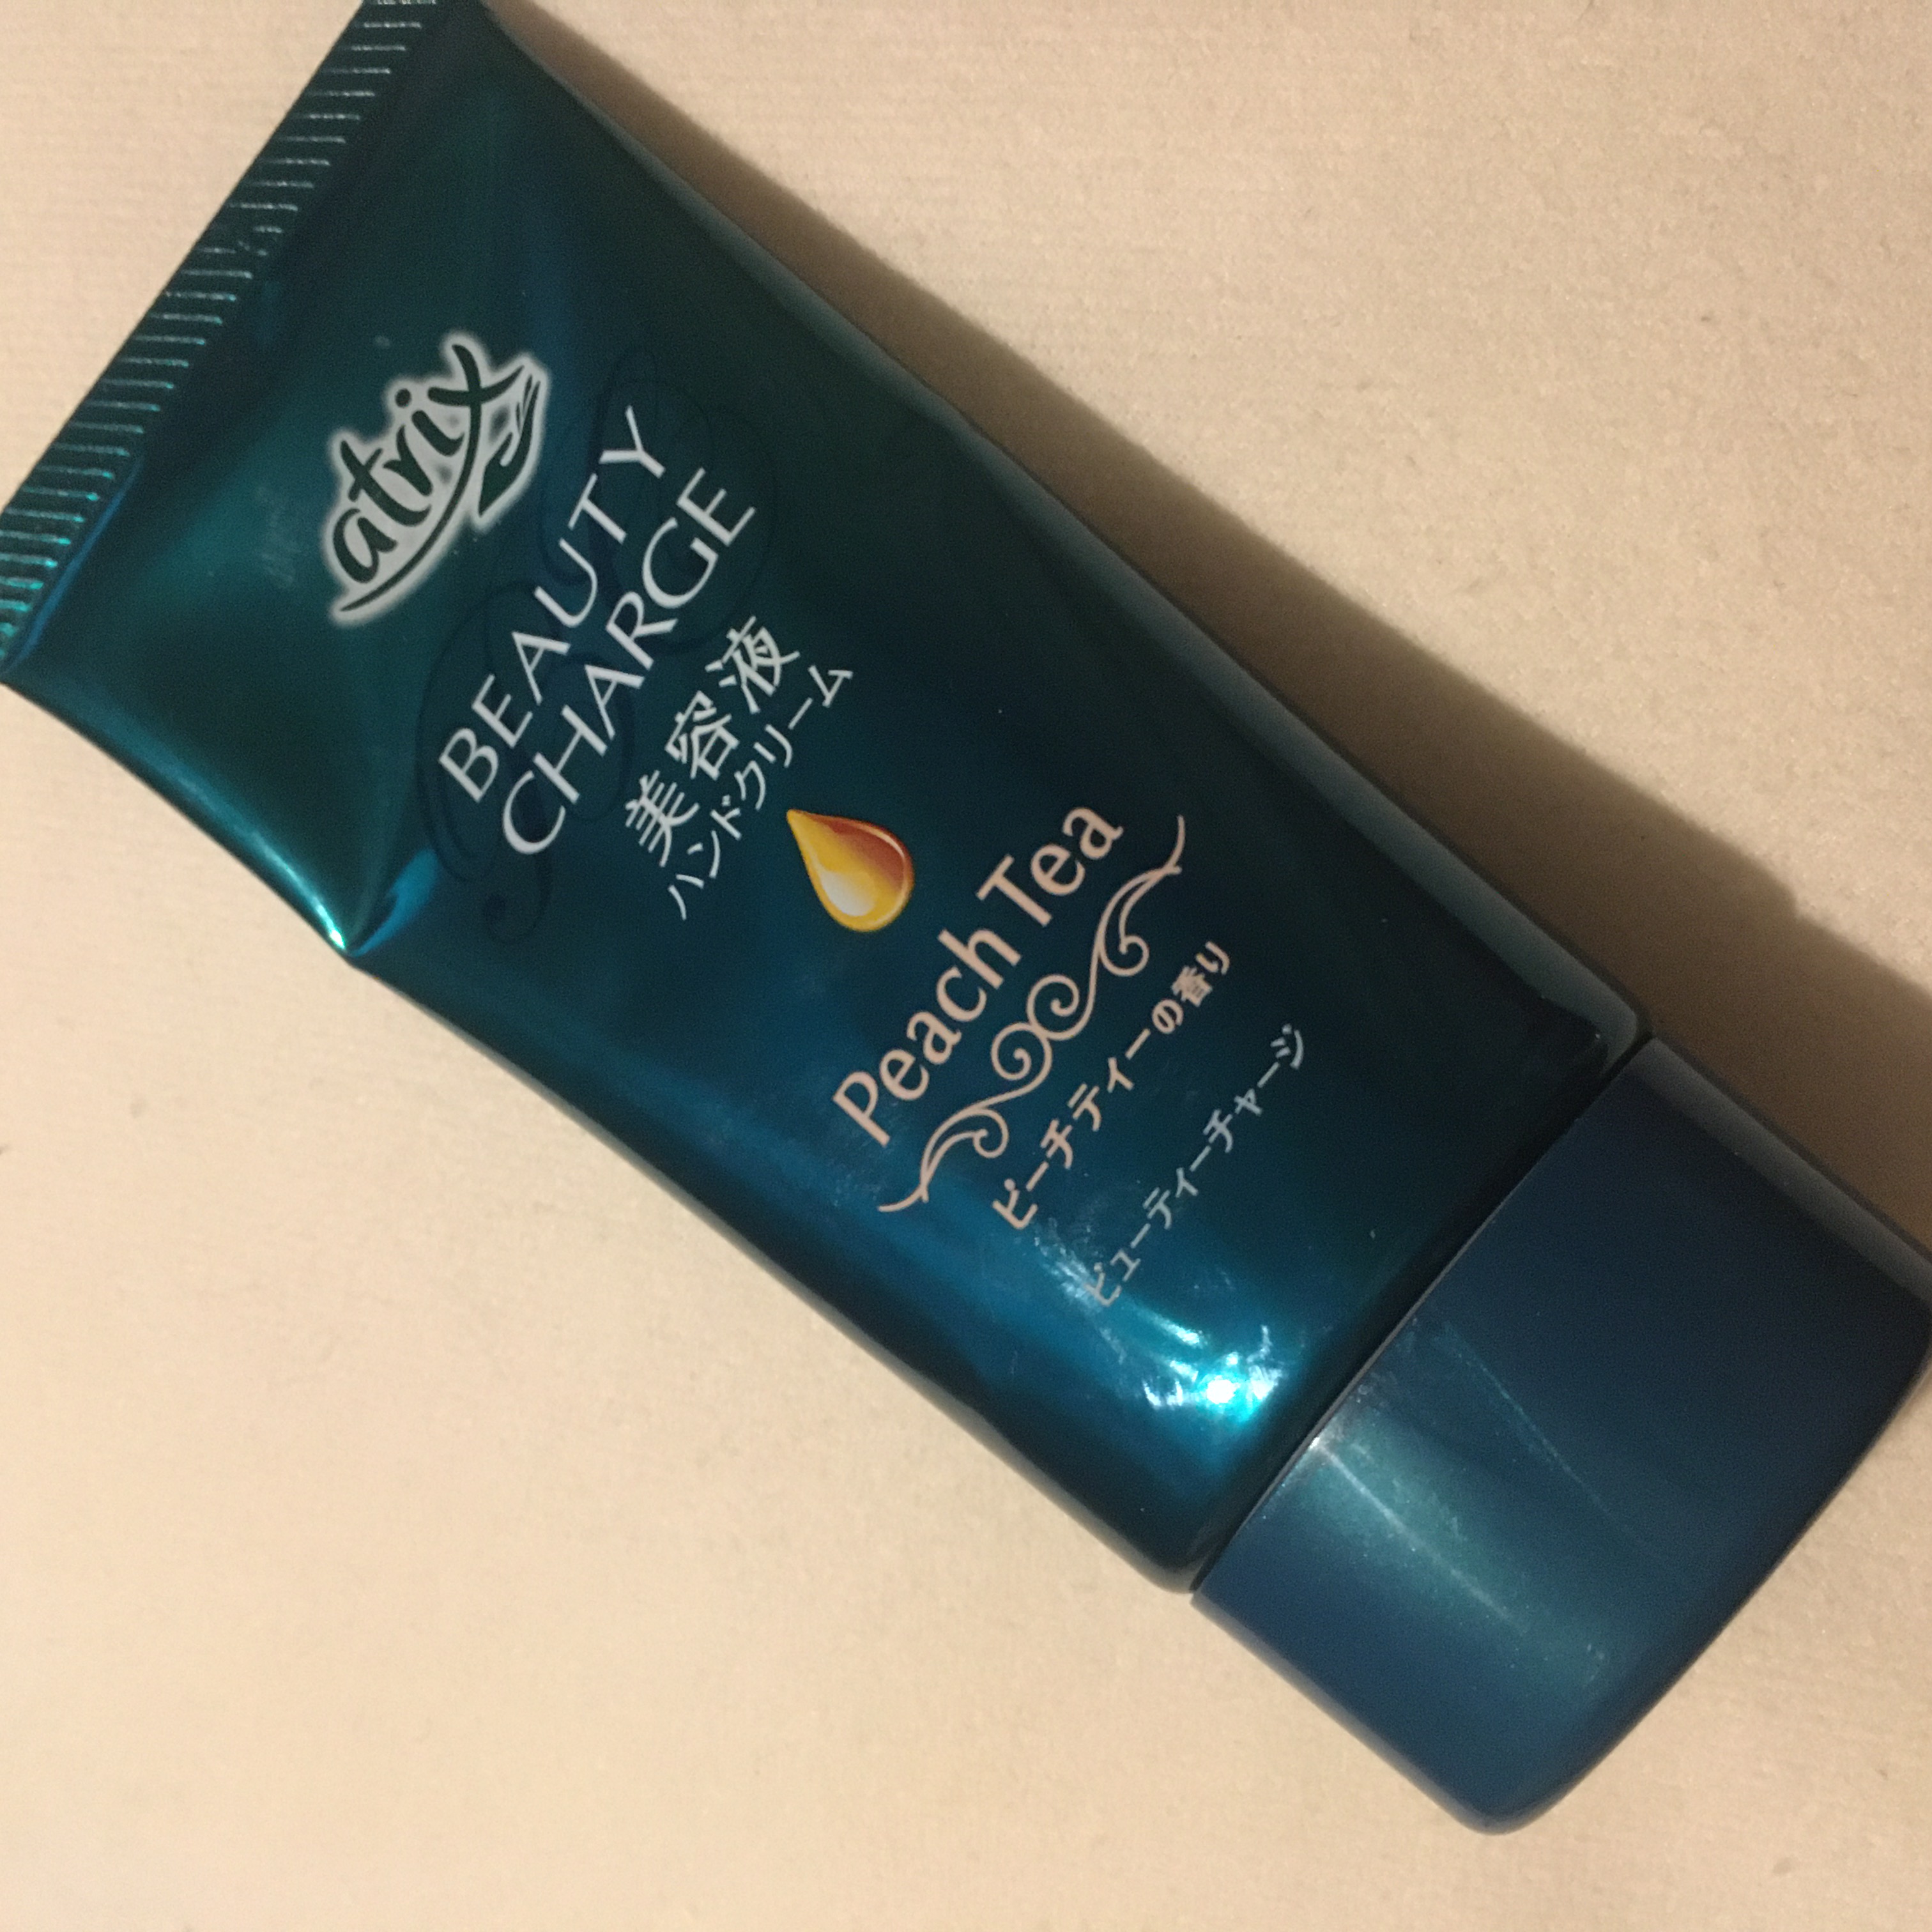 atrix
BEAUTY
CHARGE
美容液
ハンドクリーム
Peach Tea
ピーチティーの香り
ビューティーチャージ